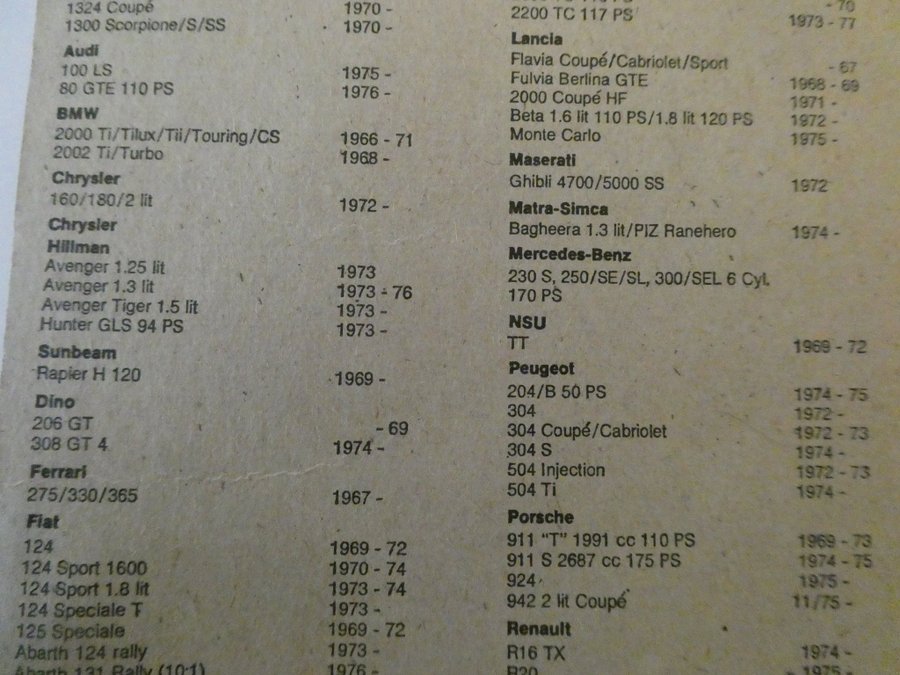 1324 Coupé 1970 -
1300 Scorpione/S/SS 1970 -
Audi
100 LS 1975 -
80 GTE 110 PS 1976 -
BMW
2000 Ti/Tilux/Tii/Touring/CS 1966 - 71
2002 Ti/Turbo 1968 -
Chrysler
160/180/2 lit 1972 -
Chrysler
Hillman
Avenger 1.25 lit 1973
Avenger 1.3 lit 1973 - 76
Avenger Tiger 1.5 lit 1973 -
Hunter GLS 94 PS 1973 -
Sunbeam
Rapier H 120 1969 -
Dino
206 GT - 69
308 GT 4 1974 -
Ferrari
275/330/365 1967 -
Fiat
124 1969 - 72
124 Sport 1600 1970 - 74
124 Sport 1.8 lit 1973 - 74
124 Speciale T 1973 -
125 Speciale 1969 - 72
Abarth 124 rally 1973 -
Abarth 131 Rally (10:1) 1976 -
- 70
2200 TC 117 PS 1973 - 77
Lancia
Flavia Coupé/Cabriolet/Sport - 67
Fulvia Berlina GTE 1968 - 69
2000 Coupé HF 1971 -
Beta 1.6 lit 110 PS/1.8 lit 120 PS 1972 -
Monte Carlo 1975 -
Maserati
Ghibli 4700/5000 SS 1972
Matra-Simca
Bagheera 1.3 lit/PIZ Ranehero 1974 -
Mercedes-Benz
230 S, 250/SE/SL, 300/SEL 6 Cyl.
170 PS
NSU
TT 1969 - 72
Peugeot
204/B 50 PS 1974 - 75
304 1972 -
304 Coupé/Cabriolet 1972 - 73
304 S 1974 -
504 Injection 1972 - 73
504 Ti 1974 -
Porsche
911 “T” 1991 cc 110 PS 1969 - 73
911 S 2687 cc 175 PS 1974 - 75
924 1975 -
942 2 lit Coupé 11/75 -
Renault
R16 TX 1974 -
R20 1975 -